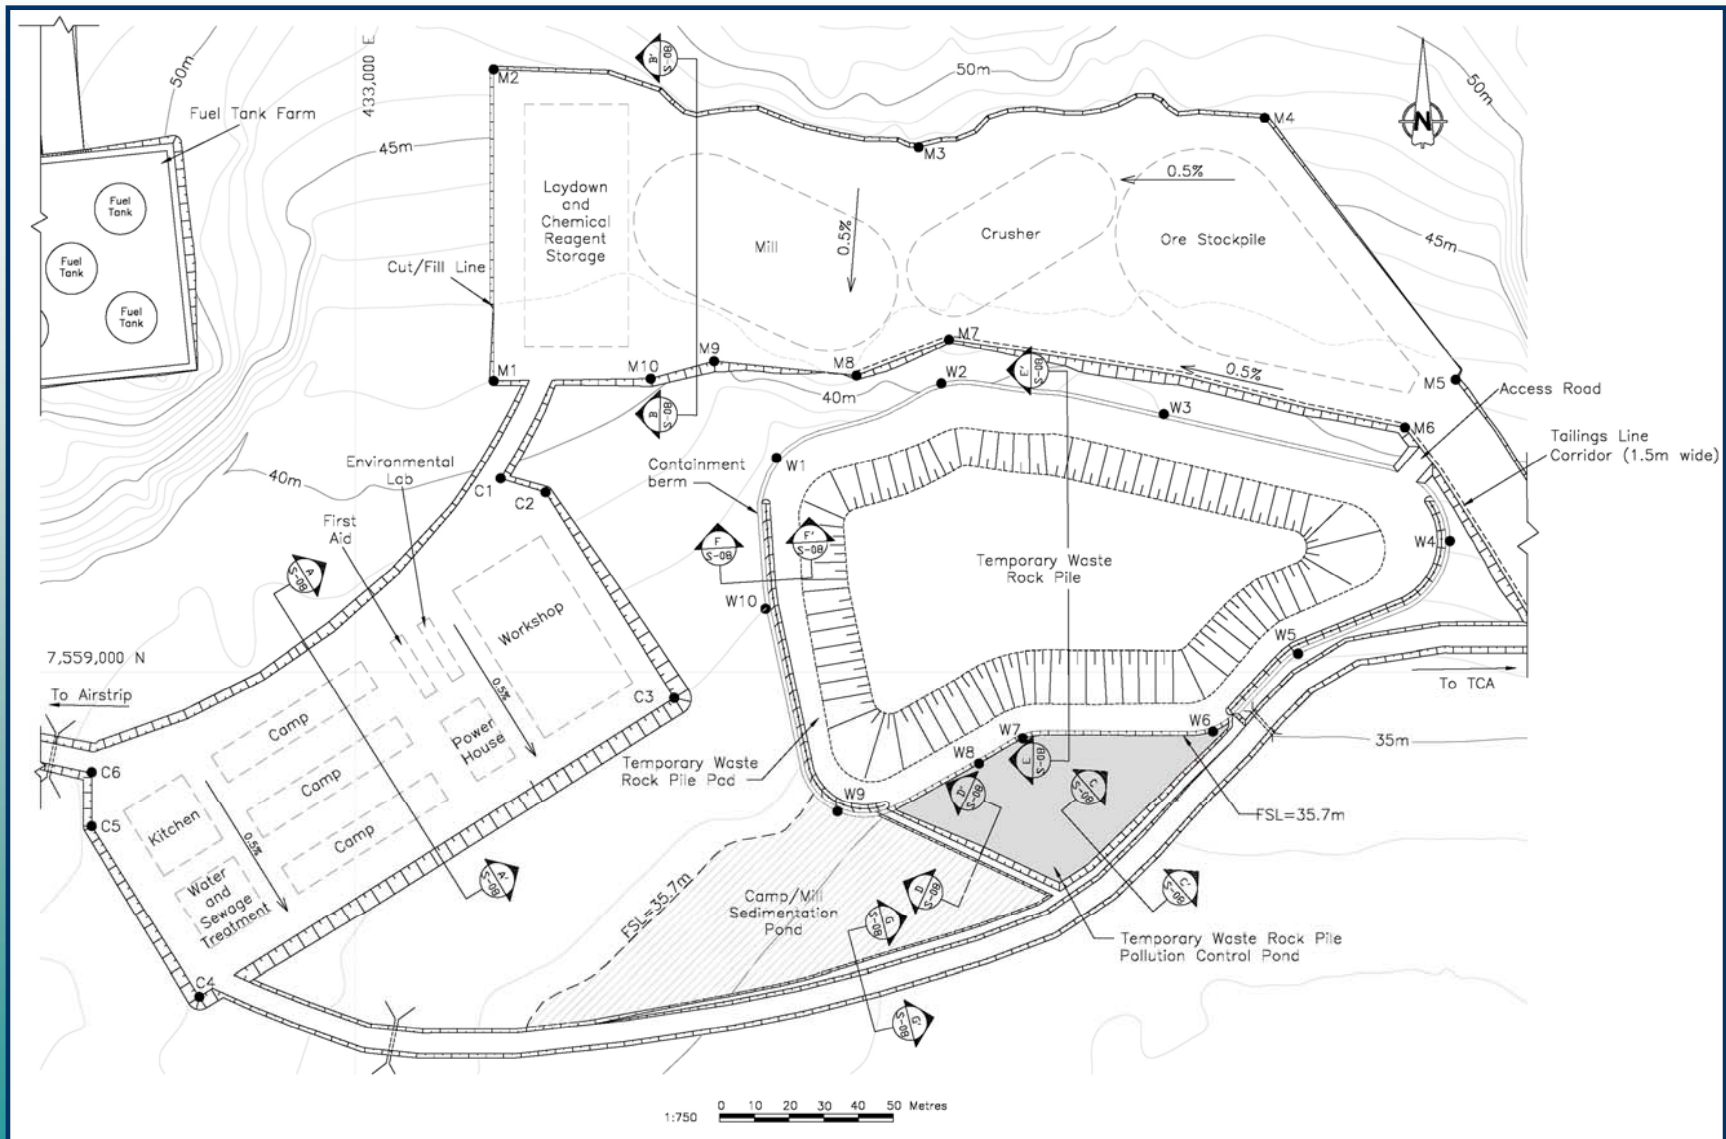 50m
433,000 E
M2
B'
S-08
50m
50m
N
Fuel Tank Farm
M4
45m
M3
0.5%
Fuel
Tank
Laydown
and
Chemical
Reagent
Storage
Mill
0.5%
Crusher
Ore Stockpile
45m
Fuel
Tank
Cut/Fill Line
Fuel
Tank
M7
M1
M10
M9
M8
E'
S-08
0.5%
M5
Access Road
W2
40m
W3
B
S-08
M6
Tailings Line
Corridor (1.5m wide)
Environmental
Lab
Containment
berm
W1
40m
C1
C2
First
Aid
F
S-08
F'
S-08
W4
Temporary Waste
Rock Pile
A
S-08
W10
Workshop
W5
7,559,000 N
To Airstrip
0.5%
C3
To TCA
Camp
Power
House
W7
W6
35m
Temporary Waste
Rock Pile Pad
W8
E
S-08
C6
Camp
D'
S-08
C
S-08
W9
FSL=35.7m
C5
Kitchen
0.5%
Camp
A'
S-08
Water
and
Sewage
Treatment
FSL=35.7m
Camp/Mill
Sedimentation
Pond
D
S-08
C'
S-08
G
S-08
Temporary Waste Rock Pile
Pollution Control Pond
C4
G'
S-08
1:750
0 10 20 30 40 50 Metres